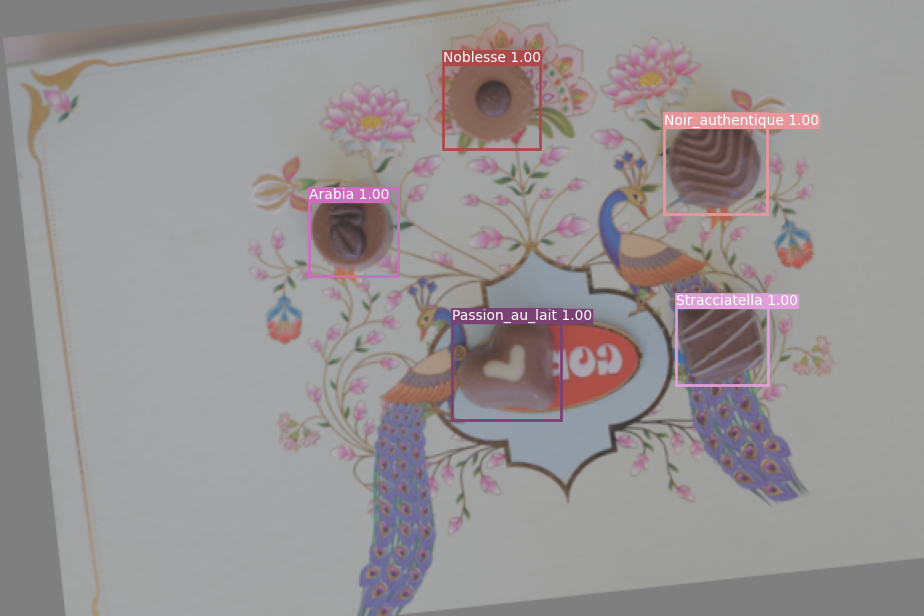 Noblesse 1.00
Noir_authentique 1.00
Arabia 1.00
Stracciatella 1.00
Passion_au_lait 1.00